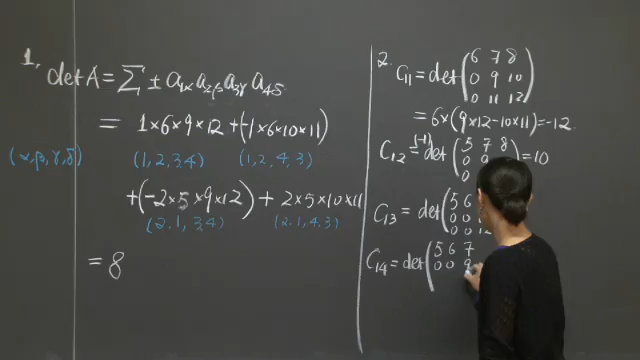 1.
det A = Σ ± a1α a2β a3γ a4δ
= 1×6×9×12 + (-1×6×10×11)
(α,β,γ,δ) (1,2,3,4) (1,2,4,3)
+(-2×5×9×12) + 2×5×10×11
(2,1,3,4) (2,1,4,3)
= 8
2. C11 = det ( 6 7 8
0 9 10
0 11 12 )
= 6×(9×12-10×11) = -12
C12 = (-1) det ( 5 7 8
0 9
0 ) = 10
C13 = det ( 5 6
0 0
0 0 12
C14 = det ( 5 6 7
0 0 9